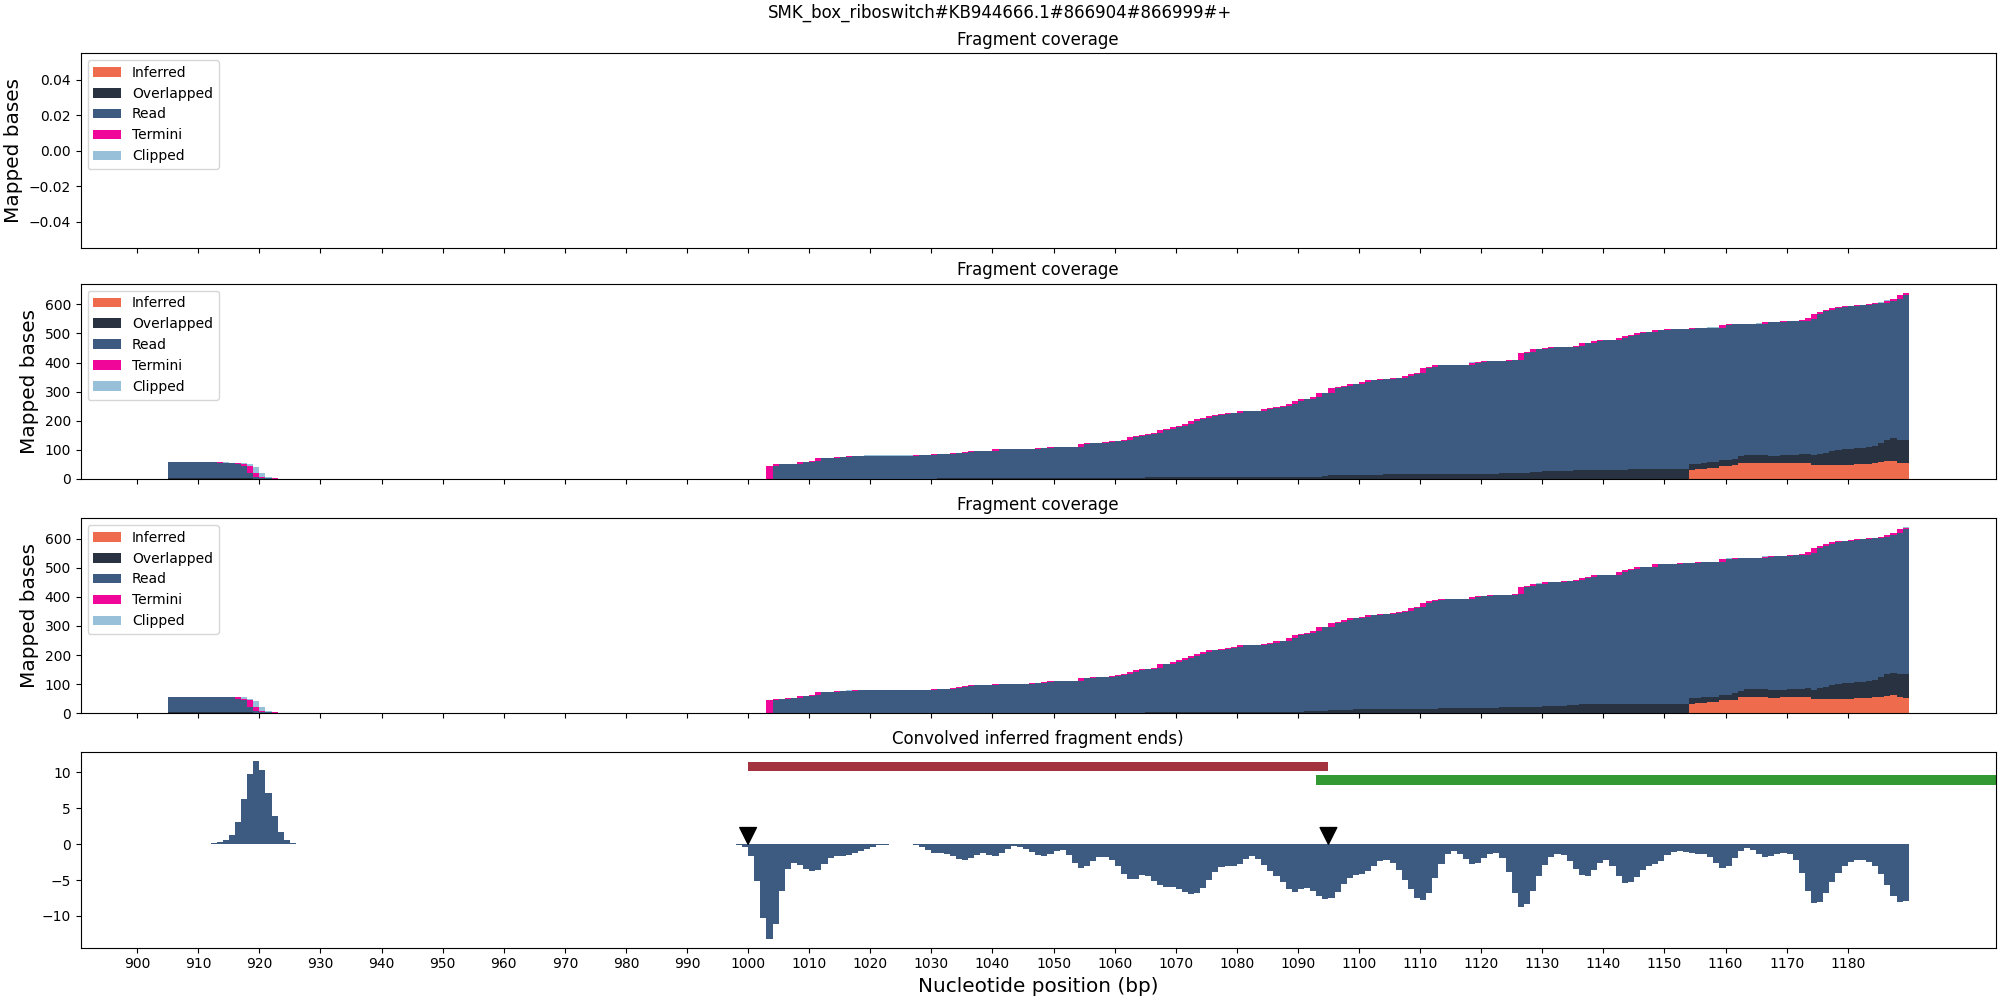 SMK_box_riboswitch#KB944666.1#866904#866999#+
Fragment coverage
Mapped bases
0.04
0.02
0.00
−0.02
−0.04
Inferred
Overlapped
Read
Termini
Clipped
Fragment coverage
Mapped bases
600
500
400
300
200
100
0
Inferred
Overlapped
Read
Termini
Clipped
Fragment coverage
Mapped bases
600
500
400
300
200
100
0
Inferred
Overlapped
Read
Termini
Clipped
Convolved inferred fragment ends)
10
5
0
−5
−10
900 910 920 930 940 950 960 970 980 990 1000 1010 1020 1030 1040 1050 1060 1070 1080 1090 1100 1110 1120 1130 1140 1150 1160 1170 1180
Nucleotide position (bp)